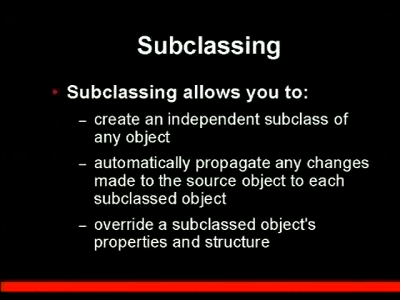 Subclassing
• Subclassing allows you to:
– create an independent subclass of
any object
– automatically propagate any changes
made to the source object to each
subclassed object
– override a subclassed object's
properties and structure